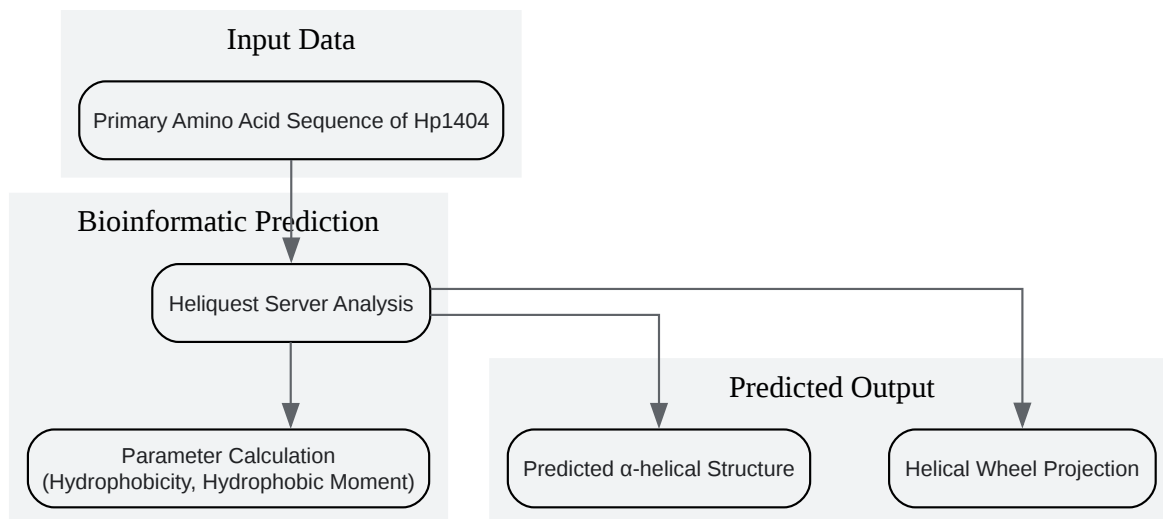 Input Data
Primary Amino Acid Sequence of Hp1404
Bioinformatic Prediction
Heliquest Server Analysis
Parameter Calculation
(Hydrophobicity, Hydrophobic Moment)
Predicted Output
Predicted α-helical Structure
Helical Wheel Projection